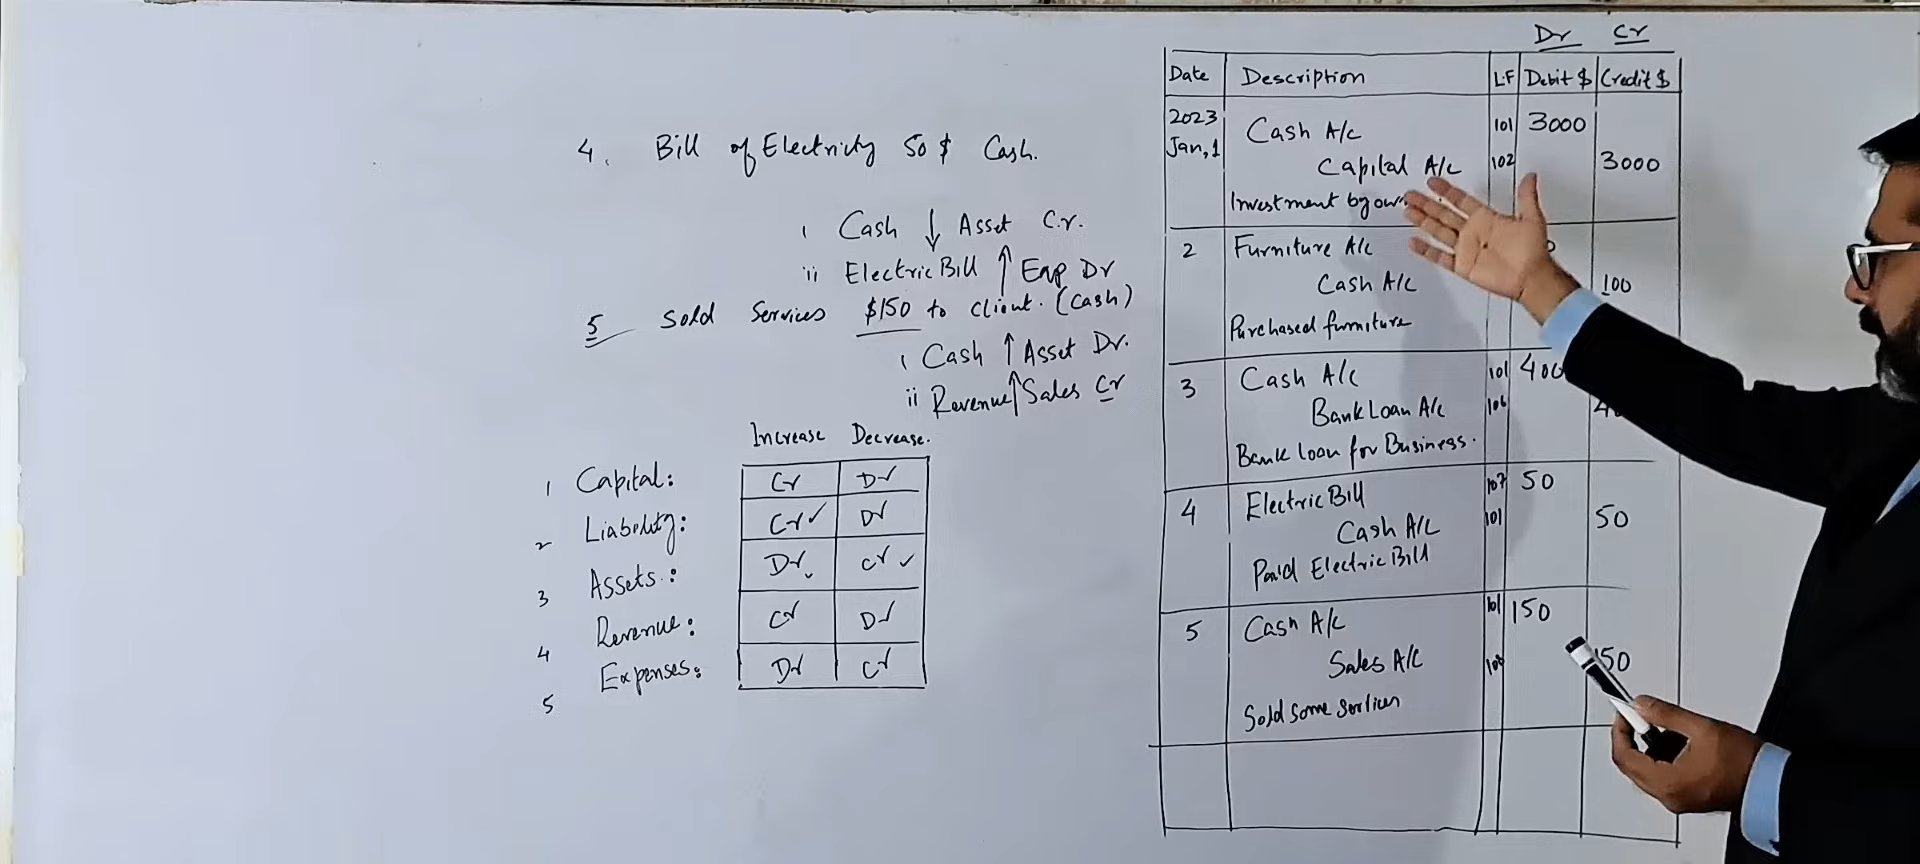 4. Bill of Electricity 50 $ Cash.
i Cash ↓ Asset Cr.
ii Electric Bill ↑ Exp Dr
5 Sold Services $150 to Client. (Cash)
i Cash ↑ Asset Dr.
ii Revenue ↑ Sales Cr
Increase Decrease.
1 Capital: Cr Dr
2 Liability: Cr ✓ Dr
3 Assets: Dr Cr ✓
4 Revenue: Cr Dr
5 Expenses: Dr Cr
Dr Cr
Date Description L.F Debit $ Credit $
2023
Jan, 1 Cash A/c 101 3000
Capital A/c 102 3000
Investment by
2 Furniture A/c
Cash A/c 100
Purchased furniture
3 Cash A/c 101 400
Bank Loan A/c 106
Bank loan for Business.
4 Electric Bill 107 50
Cash A/c 101 50
Paid Electric Bill
5 Cash A/c 101 150
Sales A/c 108 150
Sold some services